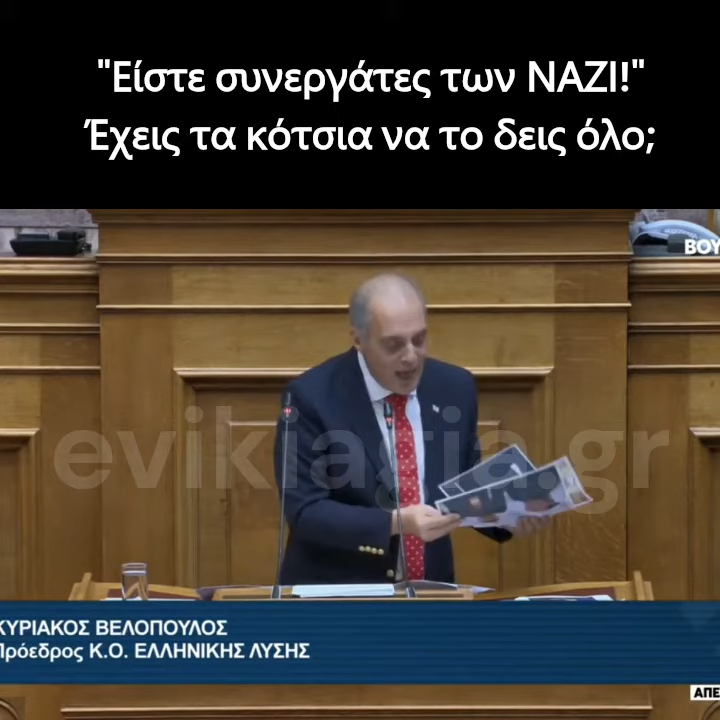 "Είστε συνεργάτες των ΝΑΖΙ!"
Έχεις τα κότσια να το δεις όλο;
ΒΟΥ
evikiagia.gr
ΚΥΡΙΑΚΟΣ ΒΕΛΟΠΟΥΛΟΣ
Πρόεδρος Κ.Ο. ΕΛΛΗΝΙΚΗΣ ΛΥΣΗΣ
ΑΠΕ